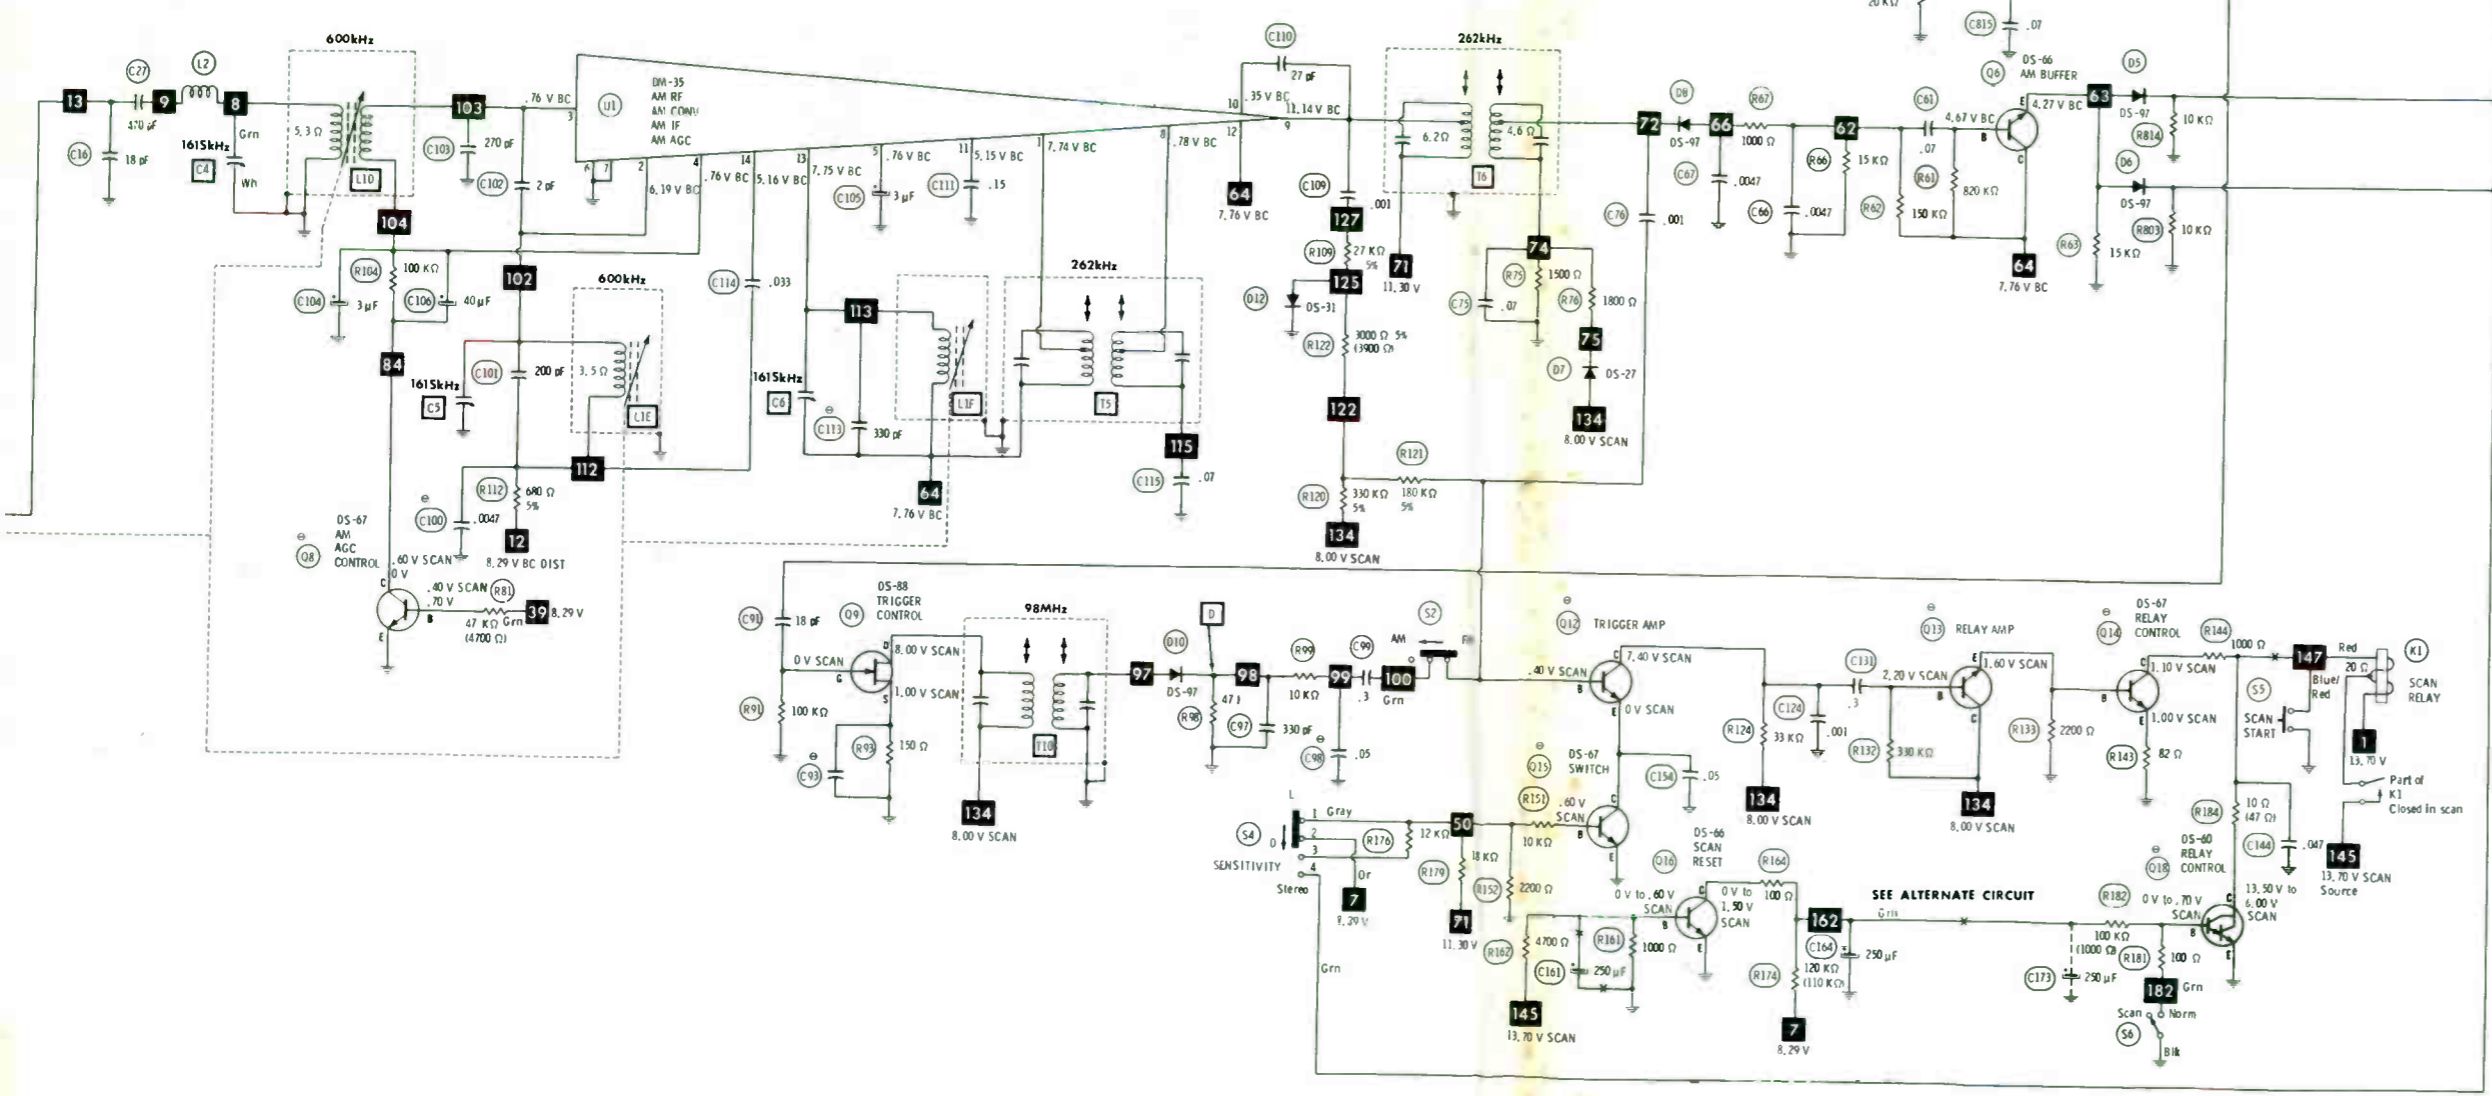 600kHz
C27
470 pF
L2
13
9
8
C16
18 pF
Grn
1615kHz
C4
Wh
5.3 Ω
L1D
103
C103
270 pF
.76 V BC
3
C102
2 pF
104
U1
DM-35
AM RF
AM CONV
AM IF
AM AGC
6
7
2
6.19 V BC
4
.76 V BC
14
5.16 V BC
13
7.75 V BC
5
.76 V BC
C105
3 µF
11
5.15 V BC
C111
.15
1
7.74 V BC
8
.78 V BC
10
.35 V BC
12
11.14 V BC
9
C110
27 pF
64
7.76 V BC
C109
.001
127
R109
27 KΩ
5%
125
D12
DS-31
R122
3000 Ω 5%
(3900 Ω)
122
R121
180 KΩ
5%
R120
330 KΩ
5%
134
8.00 V SCAN
262kHz
6.2Ω
4.6 Ω
T6
71
11.30 V
74
C75
.07
R75
1500 Ω
R76
1800 Ω
75
D7
DS-27
134
8.00 V SCAN
72
D8
DS-97
66
R67
1000 Ω
C67
.0047
C76
.001
C66
.0047
62
R66
15 KΩ
R62
150 KΩ
C61
.07
R61
820 KΩ
4.67 V BC
B
E
C
Q6
DS-66
AM BUFFER
4.27 V BC
64
7.76 V BC
20 KΩ
C815
.07
63
D5
DS-97
R814
10 KΩ
D6
DS-97
R803
10 KΩ
R63
15 KΩ
R104
100 KΩ
C104
3 µF
C106
40 µF
84
102
C101
200 pF
1615kHz
C5
600kHz
3.5 Ω
L1E
112
C100
.0047
R112
680 Ω
5%
12
8.29 V BC DIST
C114
.033
113
1615kHz
C6
C113
330 pF
L1F
64
7.76 V BC
262kHz
T5
115
C115
.07
DS-67
AM
AGC
CONTROL
Q8
.60 V SCAN
0 V
C
.40 V SCAN
.70 V
B
E
R81
47 KΩ
(4700 Ω)
Grn
39
8.29 V
C91
18 pF
R91
100 KΩ
DS-88
TRIGGER
CONTROL
Q9
0 V SCAN
G
D
8.00 V SCAN
S
1.00 V SCAN
R93
150 Ω
C93
98MHz
T10
134
8.00 V SCAN
97
D10
DS-97
D
98
R98
C97
330 pF
R99
10 KΩ
99
C98
.05
C99
.3
100
Grn
S2
AM
FM
Q12
TRIGGER AMP
.40 V SCAN
B
C
7.40 V SCAN
E
0 V SCAN
Q15
DS-67
SWITCH
R151
10 KΩ
.60 V
SCAN
B
C
E
C154
.05
R124
33 KΩ
134
8.00 V SCAN
C124
.001
C131
.3
Q13
RELAY AMP
2.20 V SCAN
B
E
1.60 V SCAN
C
R132
330 KΩ
134
8.00 V SCAN
R133
2200 Ω
DS-67
RELAY
CONTROL
Q14
B
C
1.10 V SCAN
E
1.00 V SCAN
R143
82 Ω
R144
1000 Ω
147
Red
Blue/
Red
K1
20 Ω
SCAN
RELAY
S5
SCAN
START
1
13.70 V
Part of
K1
Closed in scan
145
13.70 V SCAN
Source
R184
10 Ω
(47 Ω)
C144
.047
DS-60
RELAY
CONTROL
Q18
13.50 V to
6.00 V
SCAN
C
B
E
0 V to .70 V
SCAN
R182
100 KΩ
(1000 Ω)
R181
100 Ω
182
Grn
Scan
Norm
S6
Blk
C173
250 µF
SEE ALTERNATE CIRCUIT
Grn
162
C164
250 µF
R174
120 KΩ
(110 KΩ)
7
8.29 V
R164
100 Ω
DS-66
SCAN
RESET
Q16
0 V to .60 V
SCAN
0 V to
1.50 V
SCAN
C
B
E
R162
4700 Ω
C161
250 µF
R161
1000 Ω
145
13.70 V SCAN
S4
SENSITIVITY
L
D
1
2
3
4
Gray
Or
Stereo
Grn
7
8.29 V
R176
12 KΩ
50
R179
18 KΩ
71
11.30 V
R152
2200 Ω